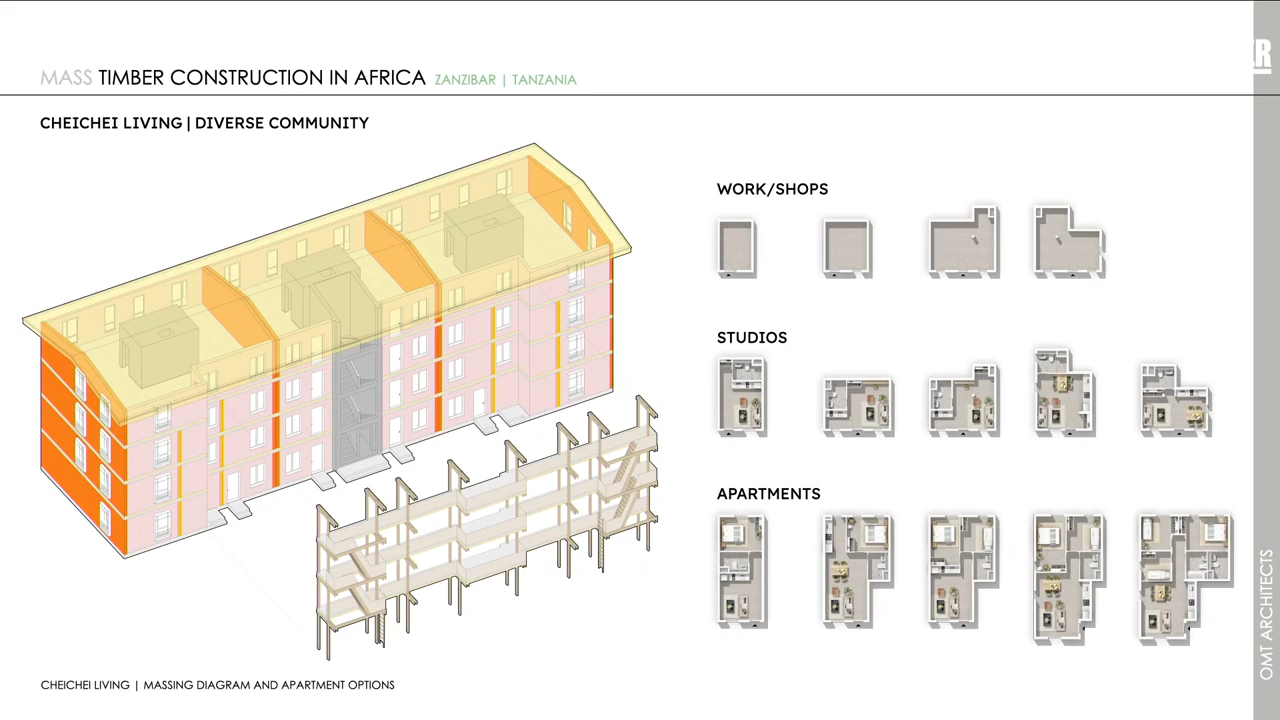 MASS TIMBER CONSTRUCTION IN AFRICA ZANZIBAR | TANZANIA
CHEICHEI LIVING | DIVERSE COMMUNITY
WORK/SHOPS
STUDIOS
APARTMENTS
CHEICHEI LIVING | MASSING DIAGRAM AND APARTMENT OPTIONS
OMT ARCHITECTS